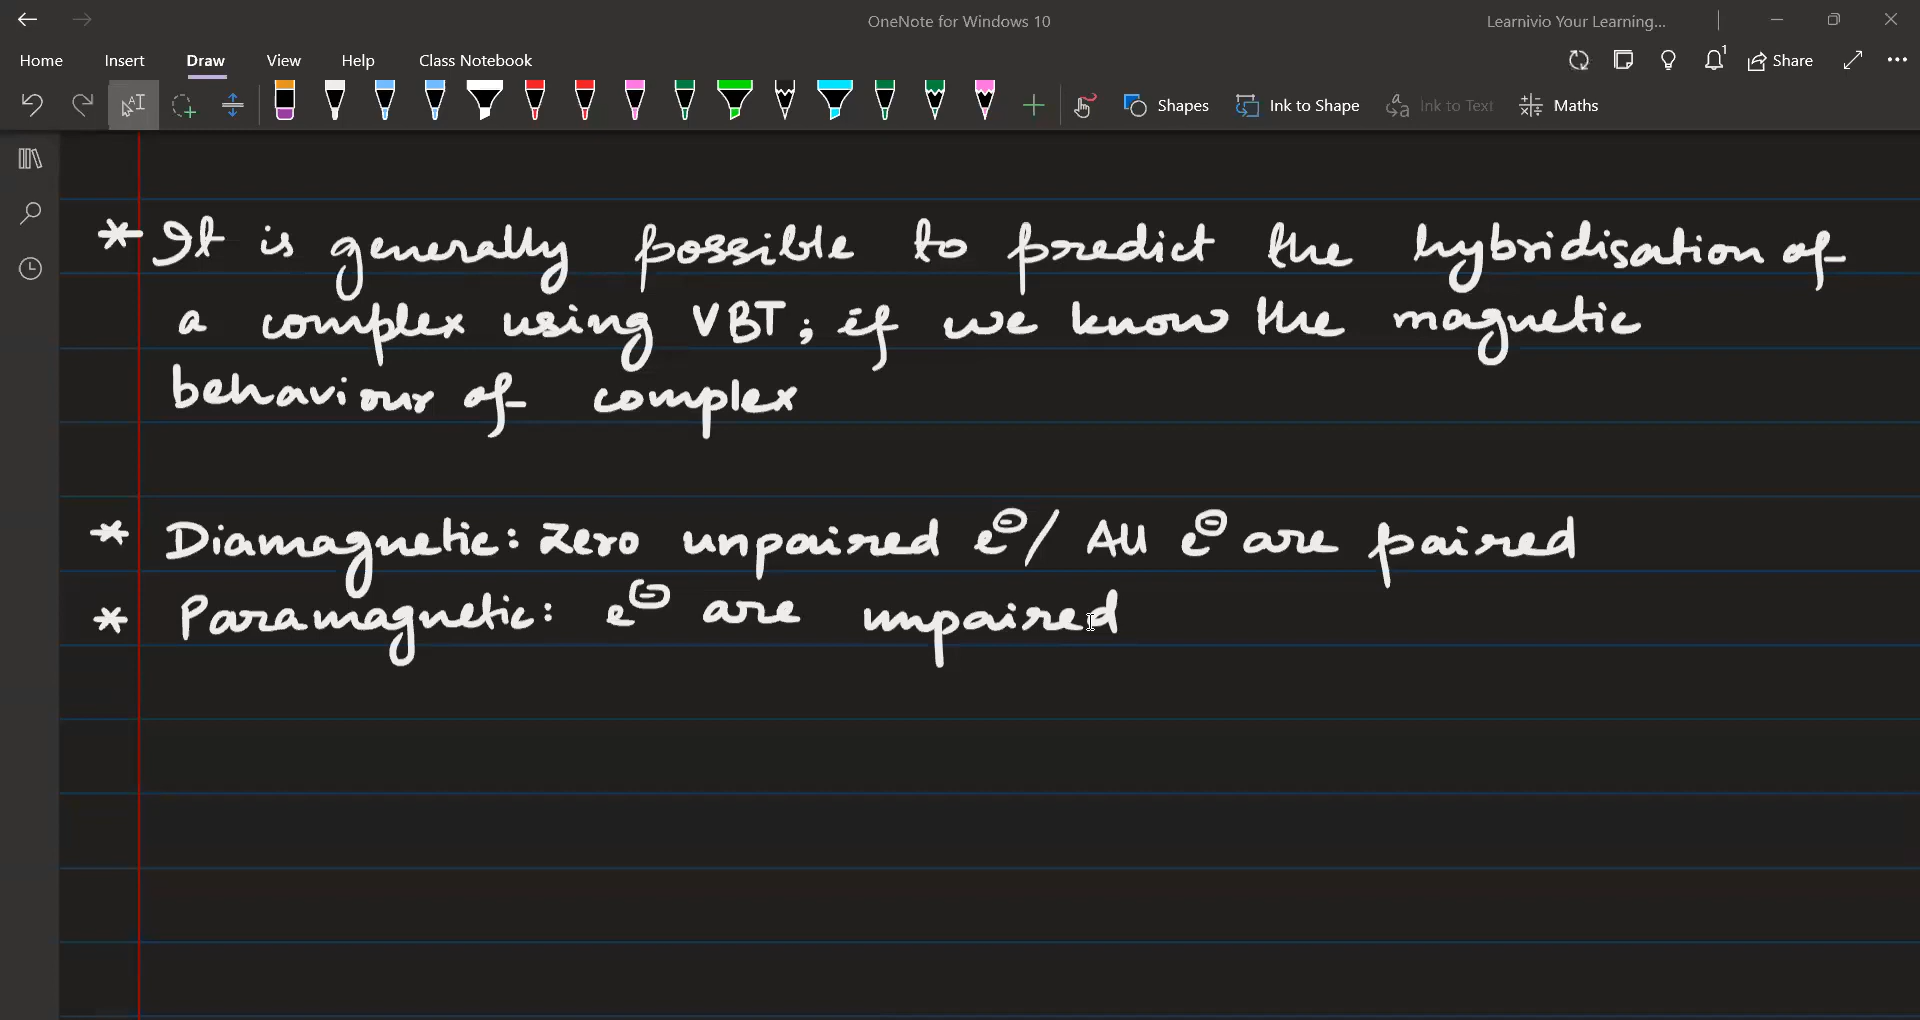 OneNote for Windows 10
Learnivio Your Learning...
Home Insert Draw View Help Class Notebook
1
Share
Shapes Ink to Shape Ink to Text Maths
* It is generally possible to predict the hybridisation of
a complex using VBT; if we know the magnetic
behaviour of complex
* Diamagnetic: Zero unpaired e⊖/ All e⊖ are paired
* Paramagnetic: e⊖ are unpaired